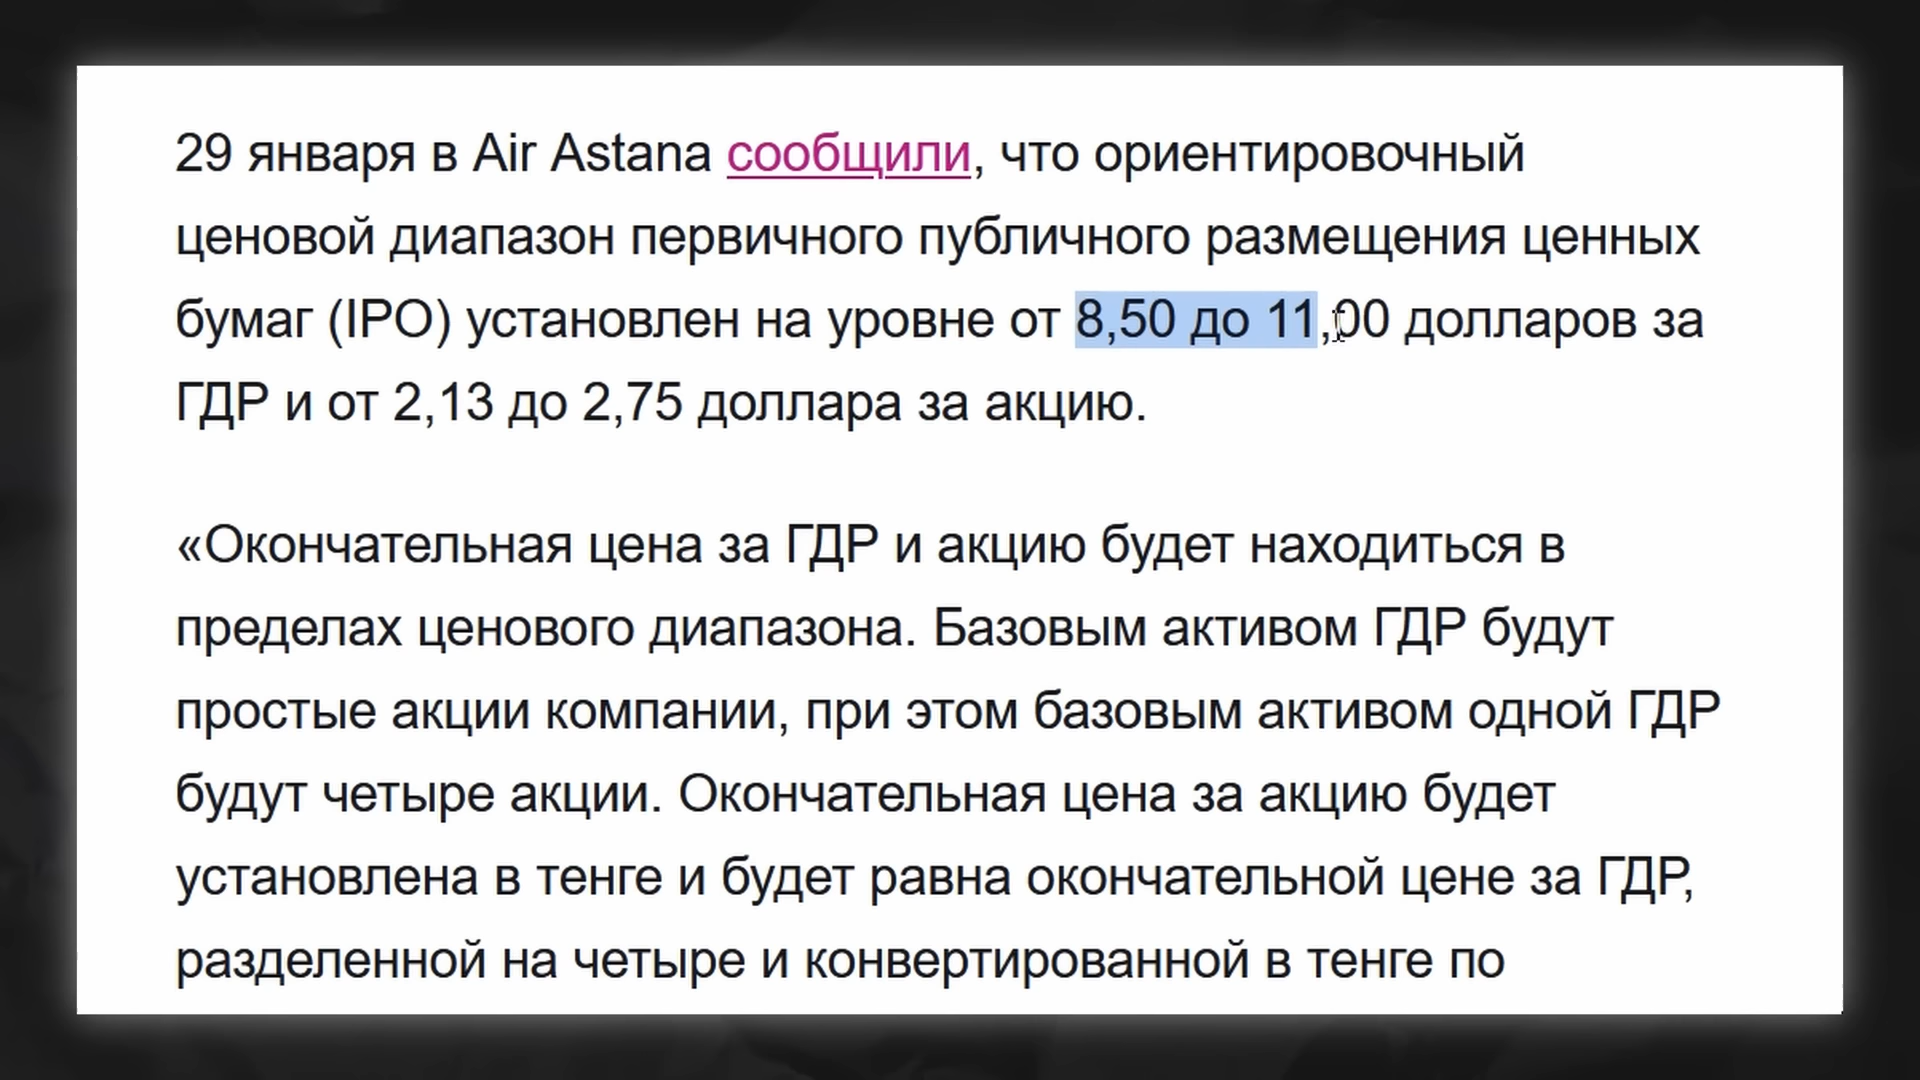 29 января в Air Astana сообщили, что ориентировочный
ценовой диапазон первичного публичного размещения ценных
бумаг (IPO) установлен на уровне от 8,50 до 11,00 долларов за
ГДР и от 2,13 до 2,75 доллара за акцию.
«Окончательная цена за ГДР и акцию будет находиться в
пределах ценового диапазона. Базовым активом ГДР будут
простые акции компании, при этом базовым активом одной ГДР
будут четыре акции. Окончательная цена за акцию будет
установлена в тенге и будет равна окончательной цене за ГДР,
разделенной на четыре и конвертированной в тенге по